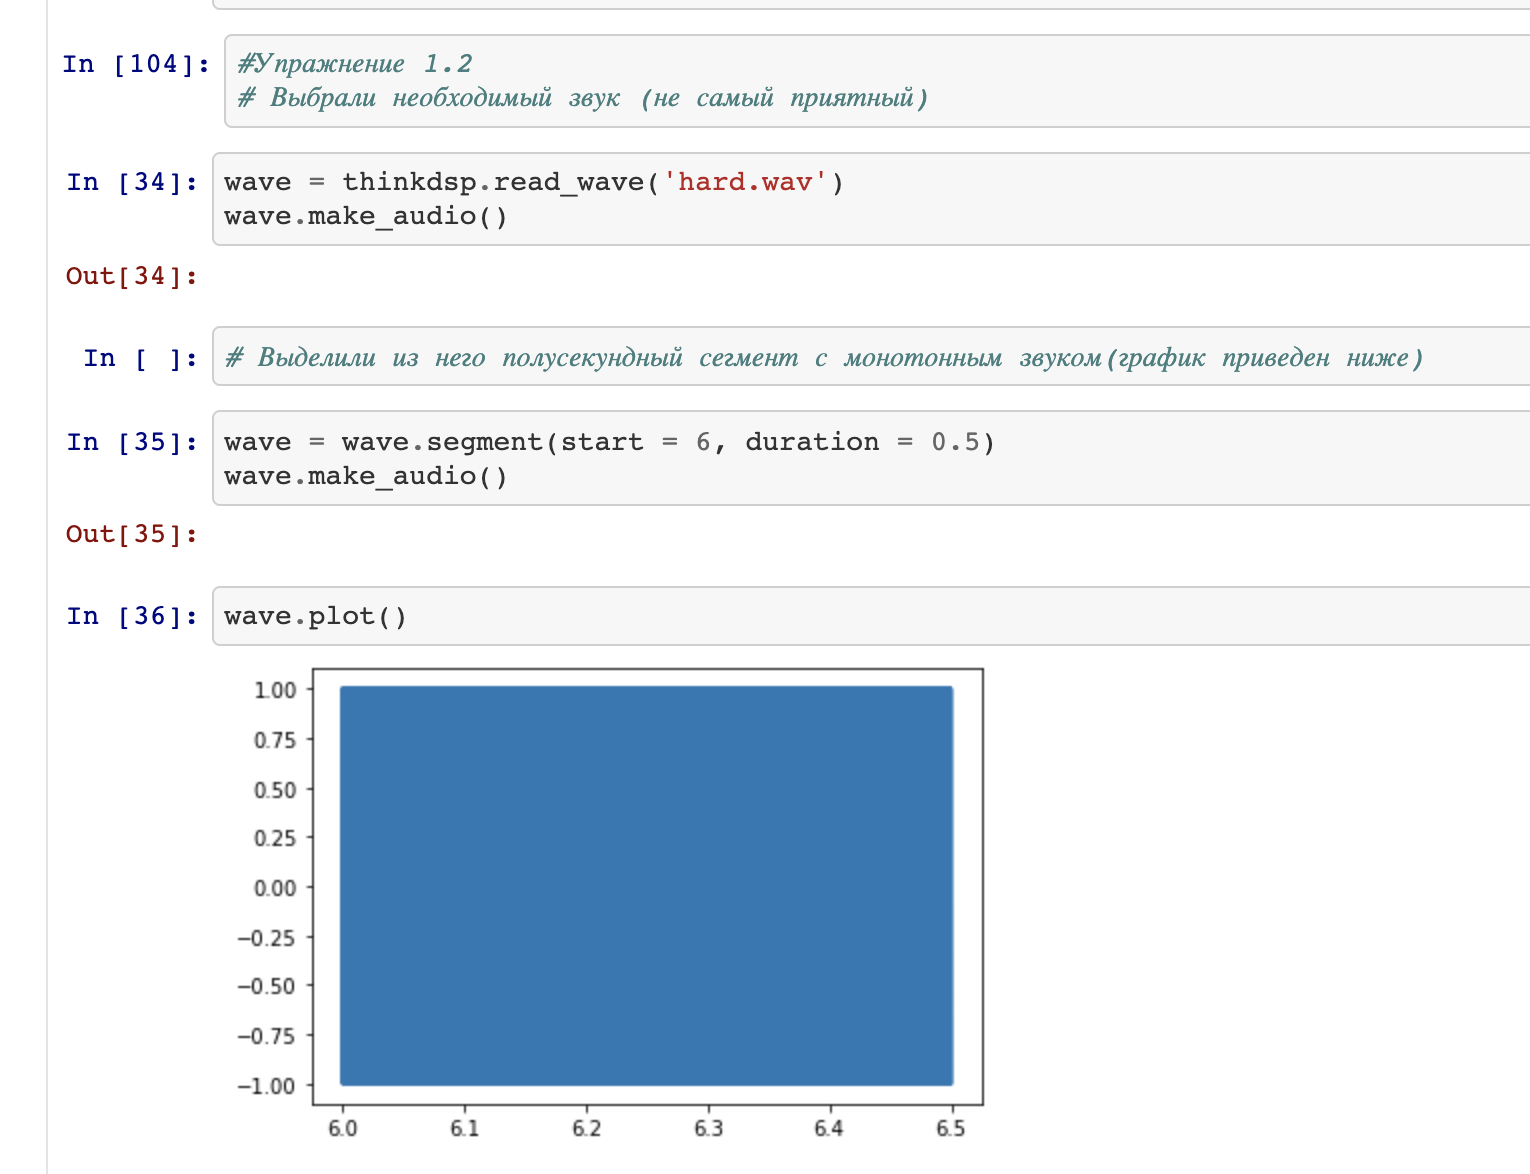 In [104]:
#Упражнение 1.2
# Выбрали необходимый звук (не самый приятный)
In [34]:
wave = thinkdsp.read_wave('hard.wav')
wave.make_audio()
Out[34]:
In [ ]:
# Выделили из него полусекундный сегмент с монотонным звуком(график приведен ниже)
In [35]:
wave = wave.segment(start = 6, duration = 0.5)
wave.make_audio()
Out[35]:
In [36]:
wave.plot()
1.00
0.75
0.50
0.25
0.00
−0.25
−0.50
−0.75
−1.00
6.0 6.1 6.2 6.3 6.4 6.5